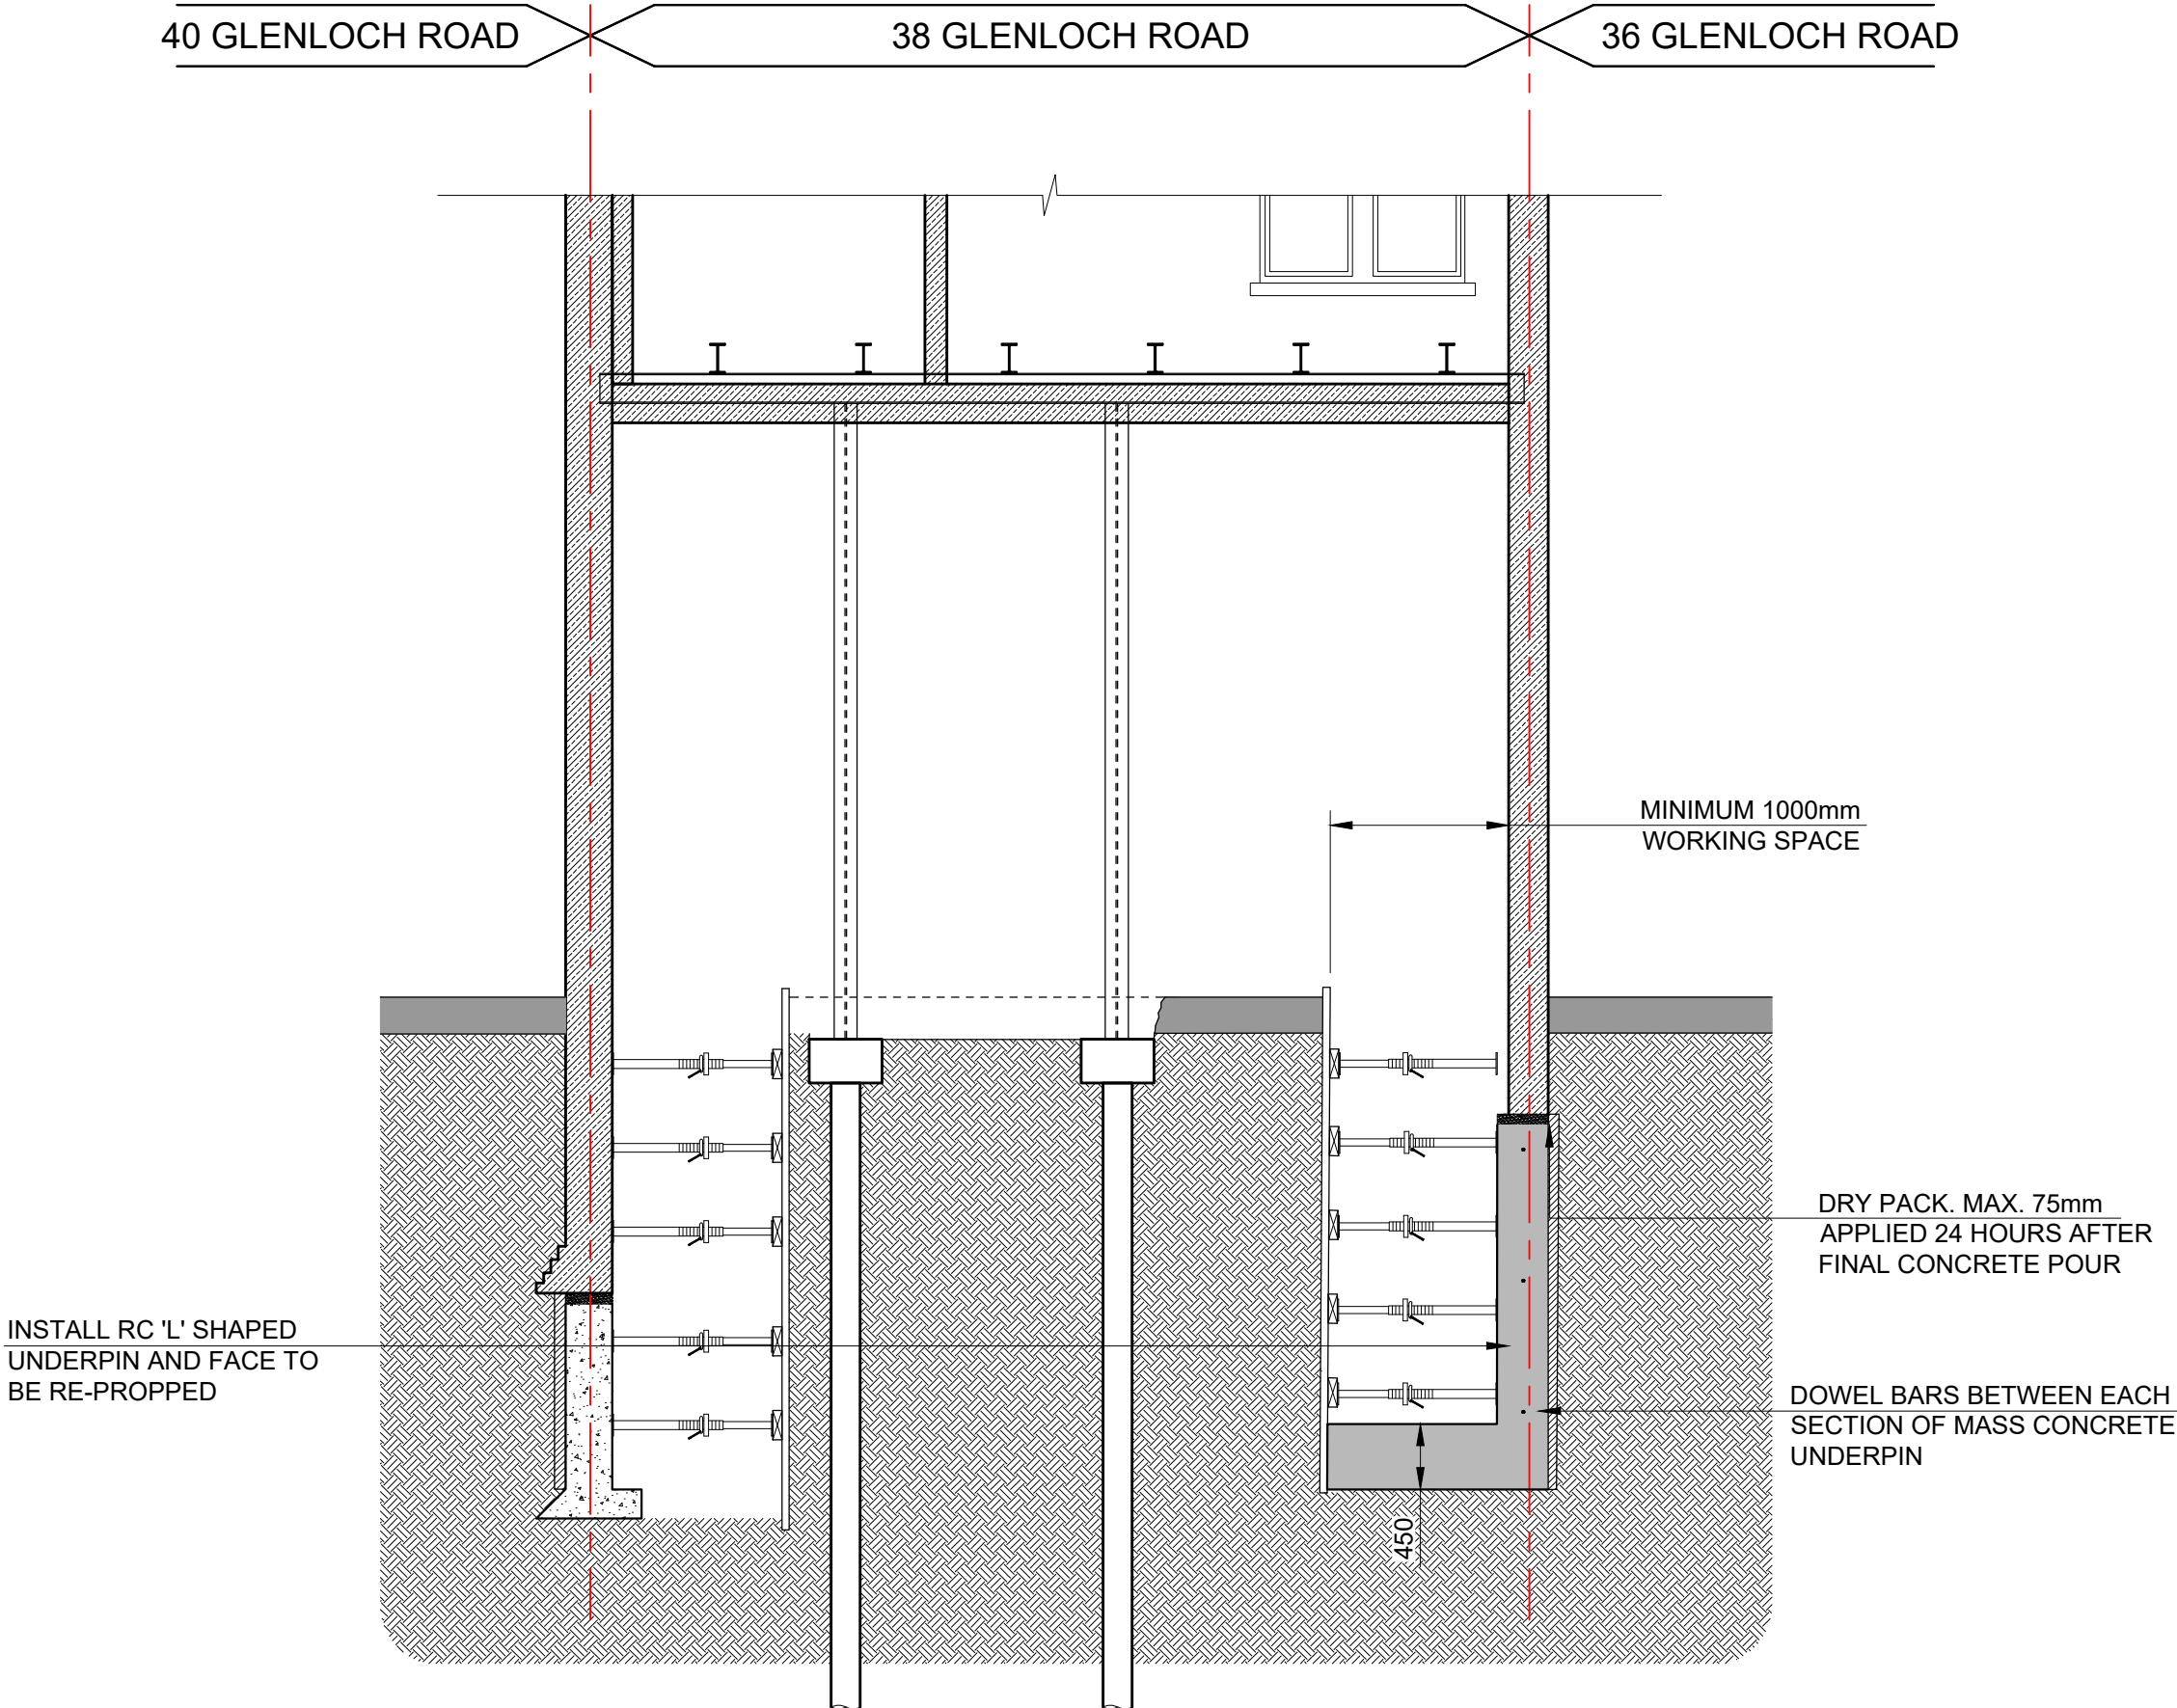 40 GLENLOCH ROAD
38 GLENLOCH ROAD
36 GLENLOCH ROAD
MINIMUM 1000mm
WORKING SPACE
DRY PACK. MAX. 75mm
APPLIED 24 HOURS AFTER
FINAL CONCRETE POUR
INSTALL RC 'L' SHAPED
UNDERPIN AND FACE TO
BE RE-PROPPED
DOWEL BARS BETWEEN EACH
SECTION OF MASS CONCRETE
UNDERPIN
450